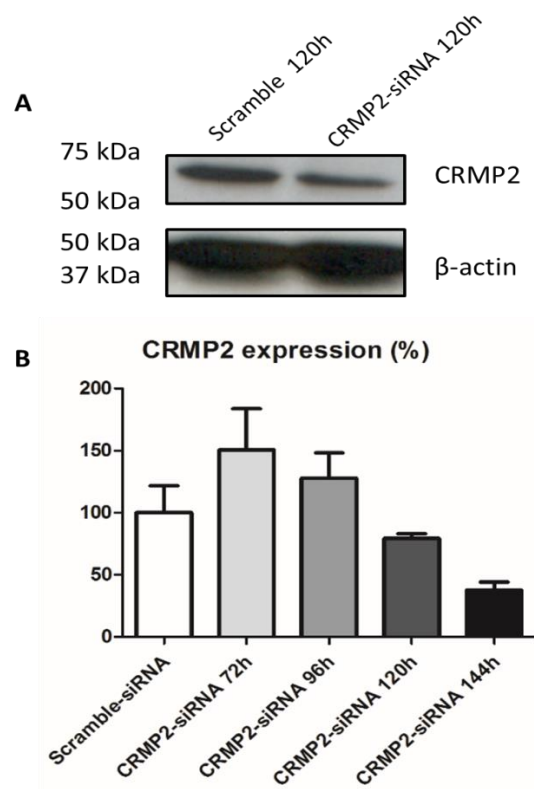 A
Scramble 120h
CRMP2-siRNA 120h
75 kDa
CRMP2
50 kDa
50 kDa
β-actin
37 kDa
B
CRMP2 expression (%)
200
150
100
50
0
Scramble-siRNA
CRMP2-siRNA 72h
CRMP2-siRNA 96h
CRMP2-siRNA 120h
CRMP2-siRNA 144h